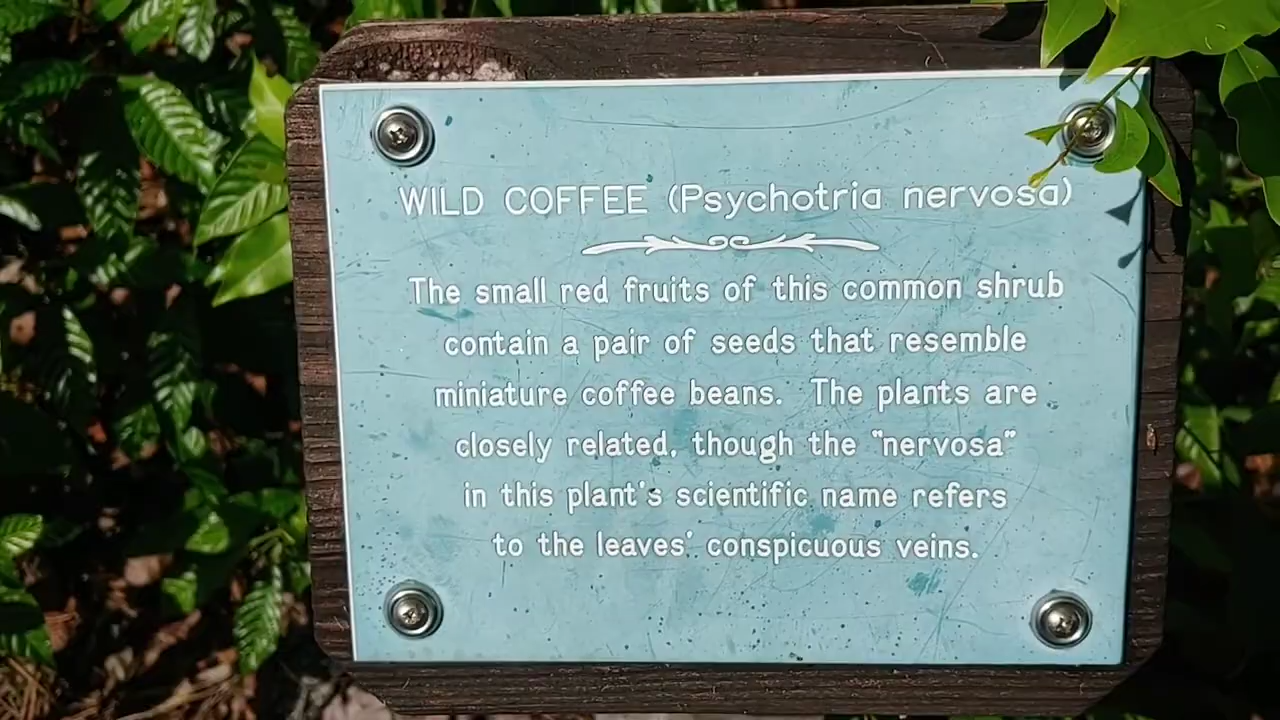 WILD COFFEE (Psychotria nervosa)
The small red fruits of this common shrub
contain a pair of seeds that resemble
miniature coffee beans. The plants are
closely related, though the "nervosa"
in this plant's scientific name refers
to the leaves' conspicuous veins.